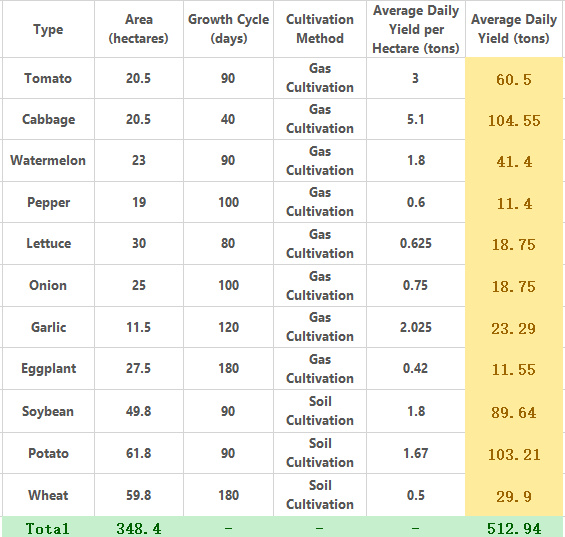 Type Area (hectares) Growth Cycle (days) Cultivation Method Average Daily Yield per Hectare (tons) Average Daily Yield (tons)
Tomato 20.5 90 Gas Cultivation 3 60.5
Cabbage 20.5 40 Gas Cultivation 5.1 104.55
Watermelon 23 90 Gas Cultivation 1.8 41.4
Pepper 19 100 Gas Cultivation 0.6 11.4
Lettuce 30 80 Gas Cultivation 0.625 18.75
Onion 25 100 Gas Cultivation 0.75 18.75
Garlic 11.5 120 Gas Cultivation 2.025 23.29
Eggplant 27.5 180 Gas Cultivation 0.42 11.55
Soybean 49.8 90 Soil Cultivation 1.8 89.64
Potato 61.8 90 Soil Cultivation 1.67 103.21
Wheat 59.8 180 Soil Cultivation 0.5 29.9
Total 348.4 - - - 512.94